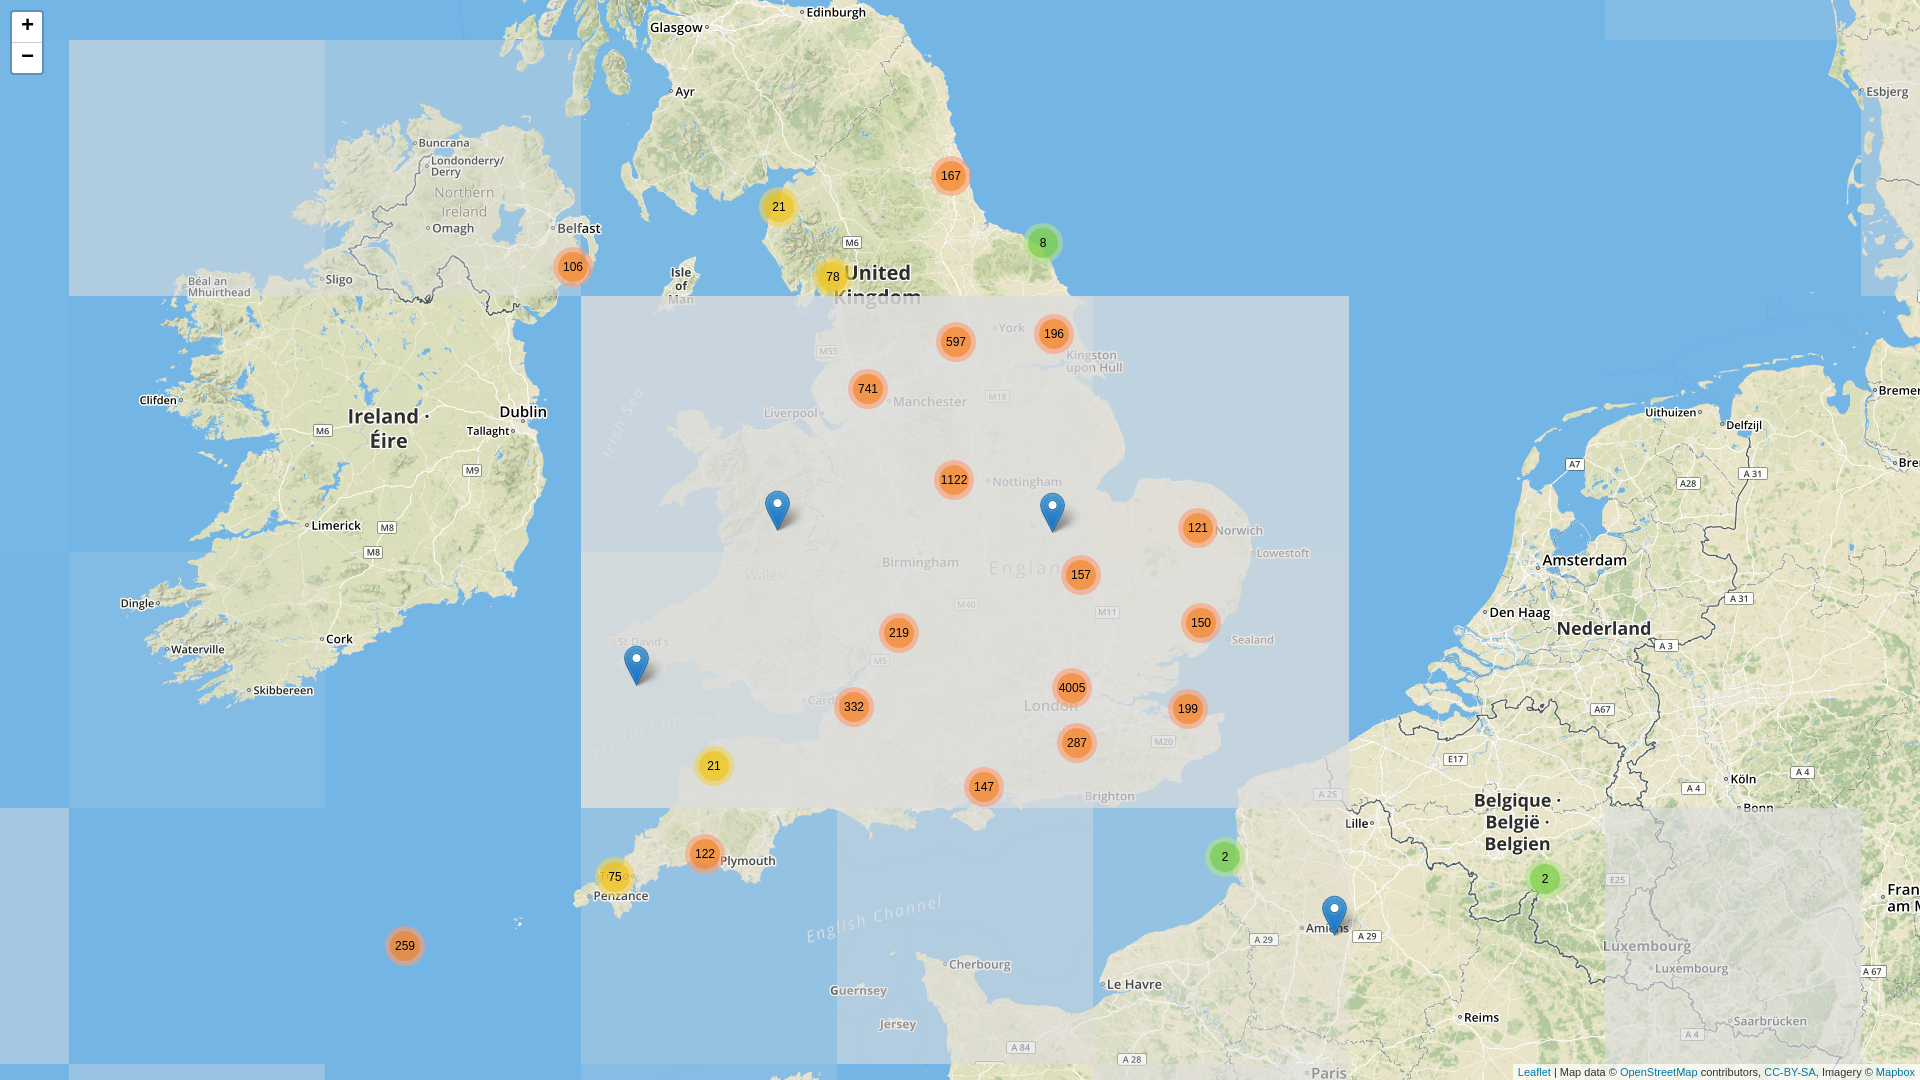 +
−
Edinburgh
Glasgow
Ayr
Esbjerg
Buncrana
Londonderry/
Derry
Northern
Ireland
Omagh
Belfast
Sligo
Béal an
Mhuirthead
167
21
8
106
78
M6
United
Kingdom
Isle
of
Man
York
196
597
M55
Kingston
upon Hull
741
Manchester
M18
Liverpool
Irish Sea
Clifden
Dublin
Tallaght
Ireland ·
Éire
M6
M9
Limerick
M8
M8
Dingle
Cork
Waterville
Skibbereen
1122
Nottingham
121
Norwich
Lowestoft
Birmingham
Wales
157
M40
M11
150
Sealand
219
St David's
M5
4005
London
199
332
Bristol Channel
287
M20
21
147
Brighton
122
Plymouth
75
Penzance
259
English Channel
Cherbourg
Guernsey
Jersey
Le Havre
A 84
A 28
Paris
2
2
Amiens
A 29
A 29
Reims
A 25
Lille
E17
A67
Uithuizen
Delfzijl
A7
A28
A 31
Amsterdam
A 31
Den Haag
Nederland
A 3
Köln
A 4
A 4
Bonn
Belgique ·
België ·
Belgien
E25
Luxembourg
Luxembourg
A 67
Saarbrücken
A 4
Leaflet | Map data © OpenStreetMap contributors, CC-BY-SA, Imagery © Mapbox